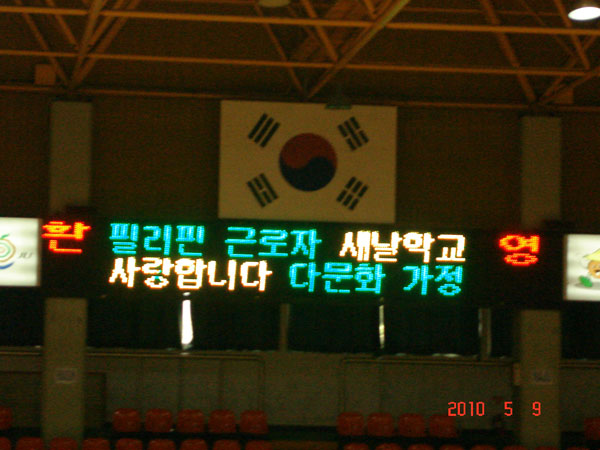 환 필리핀 근로자 새날학교 영
사랑합니다 다문화 가정
2010 5 9